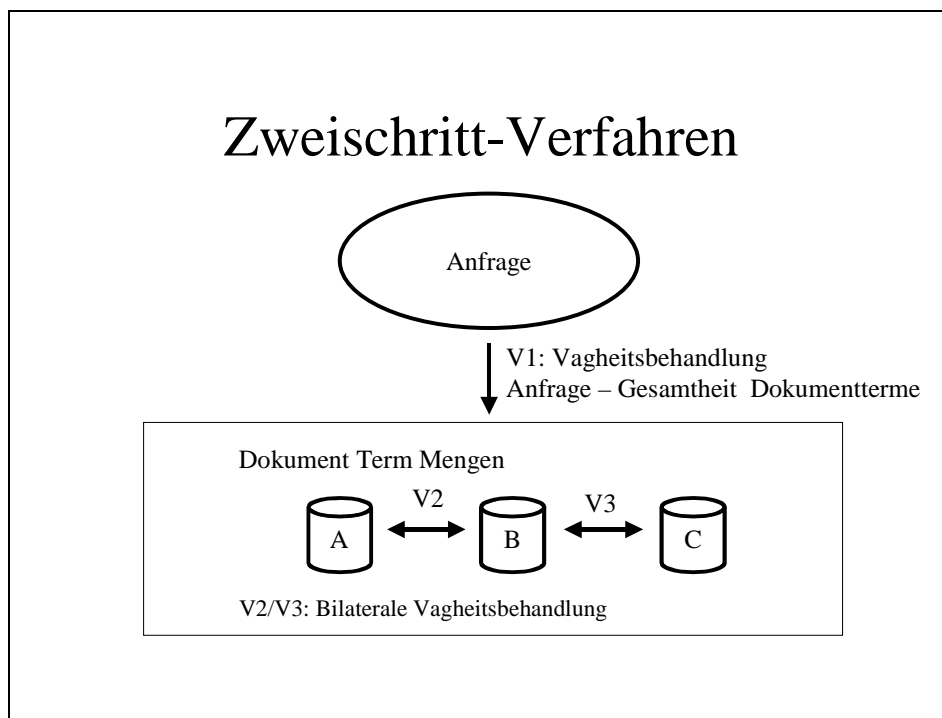 Zweischritt-Verfahren
Anfrage
V1: Vagheitsbehandlung
Anfrage – Gesamtheit Dokumentterme
Dokument Term Mengen
V2
V3
A
B
C
V2/V3: Bilaterale Vagheitsbehandlung